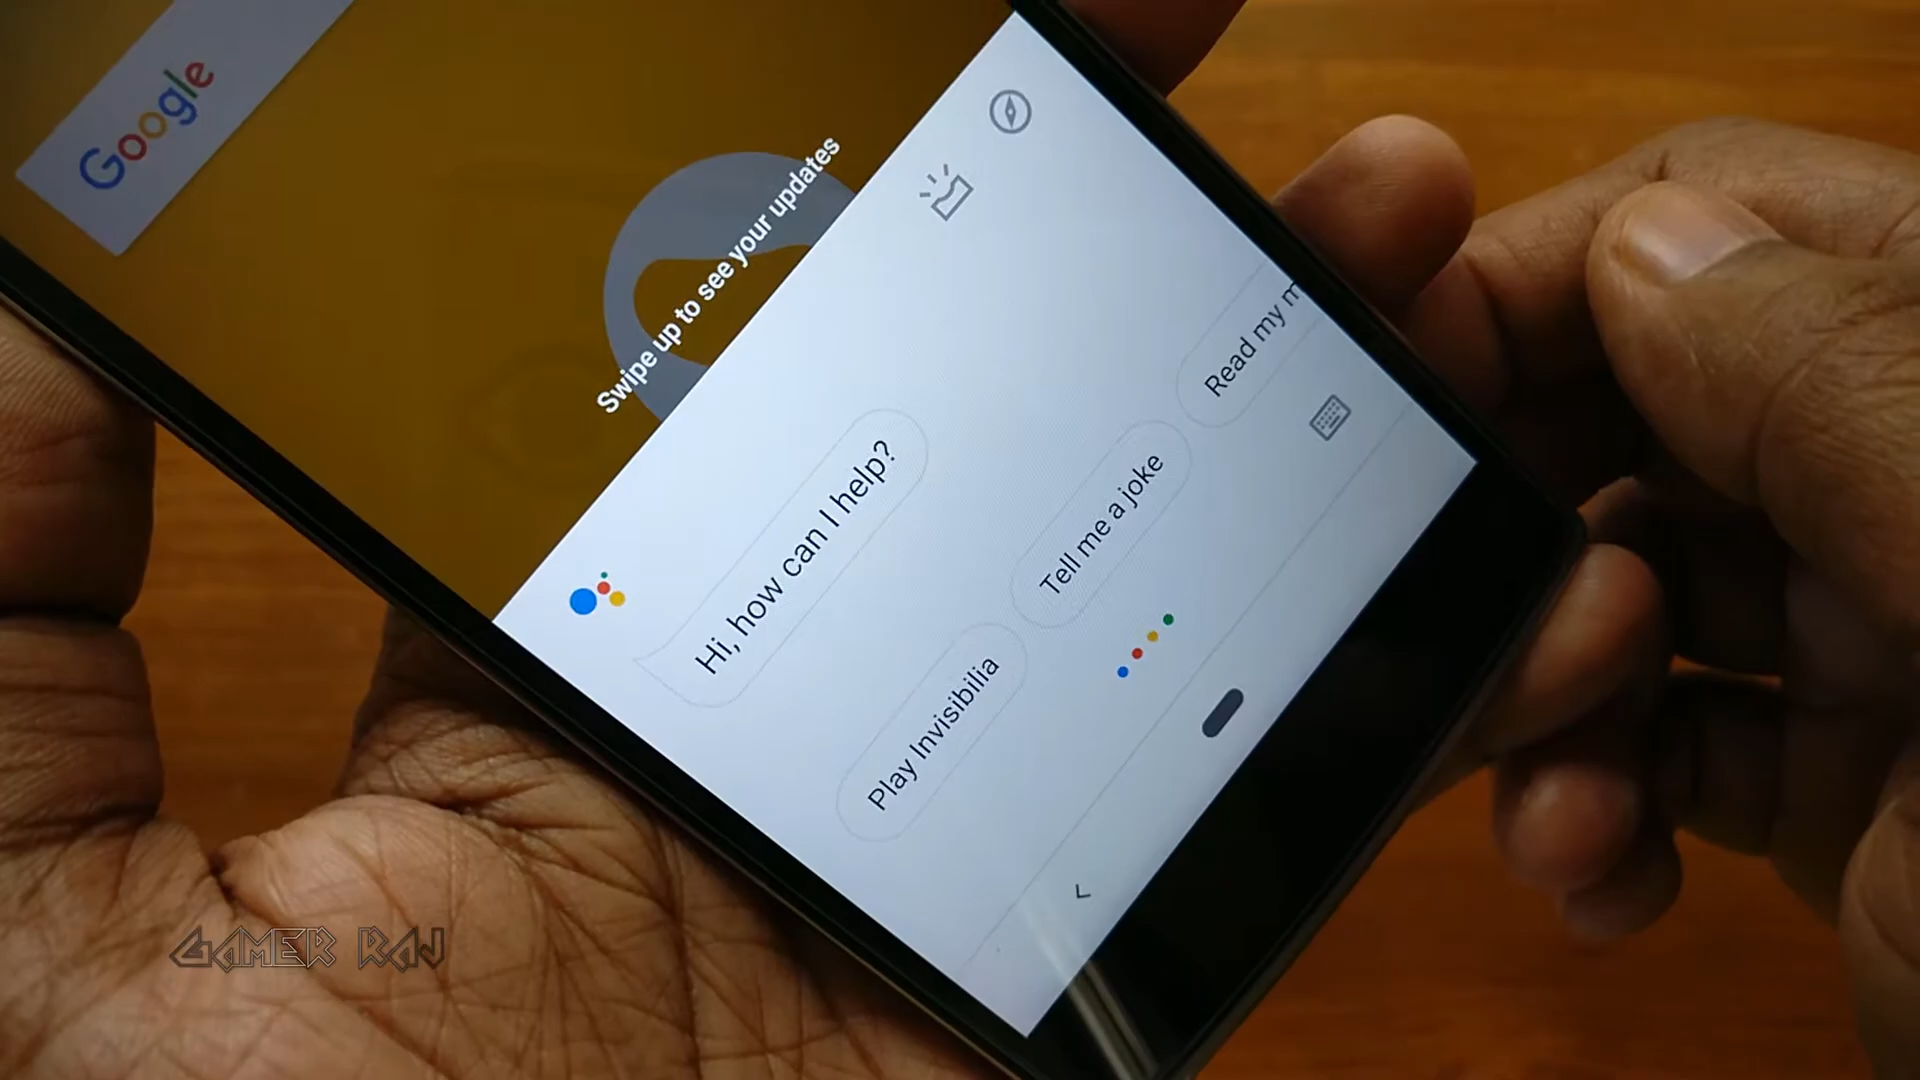 Google
Swipe up to see your updates
Hi, how can I help?
Play Invisibilia
Tell me a joke
Read my m
GAMER RAJ